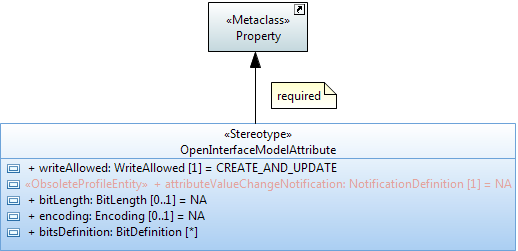 «Metaclass»
Property
required
«Stereotype»
OpenInterfaceModelAttribute
+ writeAllowed: WriteAllowed [1] = CREATE_AND_UPDATE
«ObsoleteProfileEntity» + attributeValueChangeNotification: NotificationDefinition [1] = NA
+ bitLength: BitLength [0..1] = NA
+ encoding: Encoding [0..1] = NA
+ bitsDefinition: BitDefinition [*]